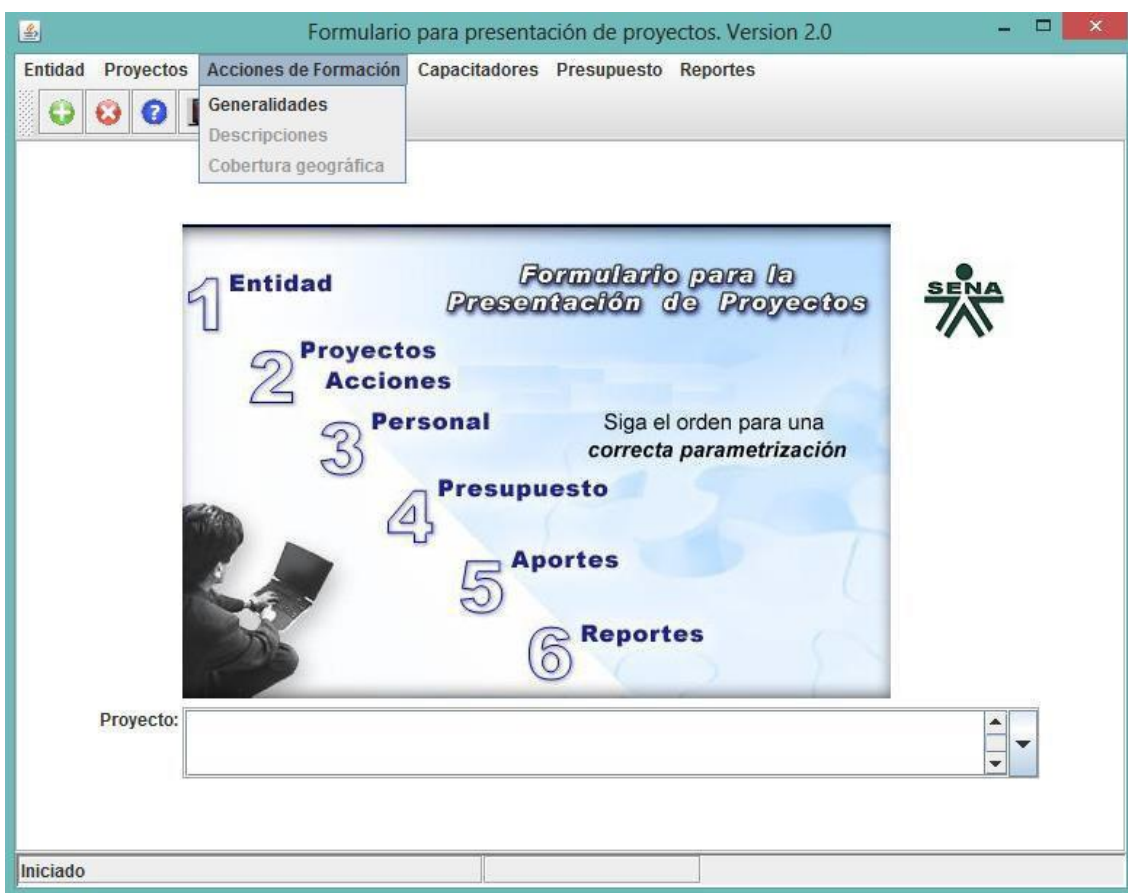 Formulario para presentación de proyectos. Version 2.0
Entidad Proyectos Acciones de Formación Capacitadores Presupuesto Reportes
Generalidades
Descripciones
Cobertura geográfica
Formulario para la
Presentación de Proyectos
SENA
1 Entidad
2 Proyectos
Acciones
3 Personal
Siga el orden para una
correcta parametrización
4 Presupuesto
5 Aportes
6 Reportes
Proyecto:
Iniciado